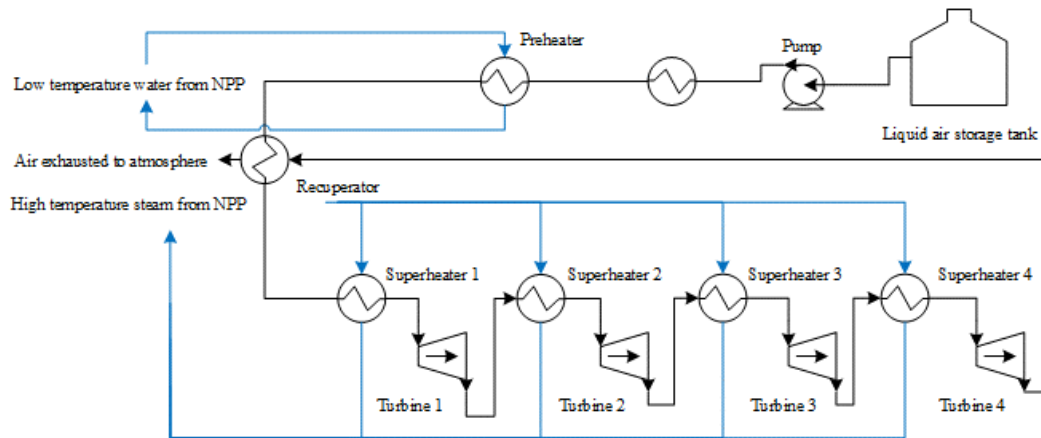 Preheater
Pump
Low temperature water from NPP
Liquid air storage tank
Air exhausted to atmosphere
Recuperator
High temperature steam from NPP
Superheater 1
Superheater 2
Superheater 3
Superheater 4
Turbine 1
Turbine 2
Turbine 3
Turbine 4